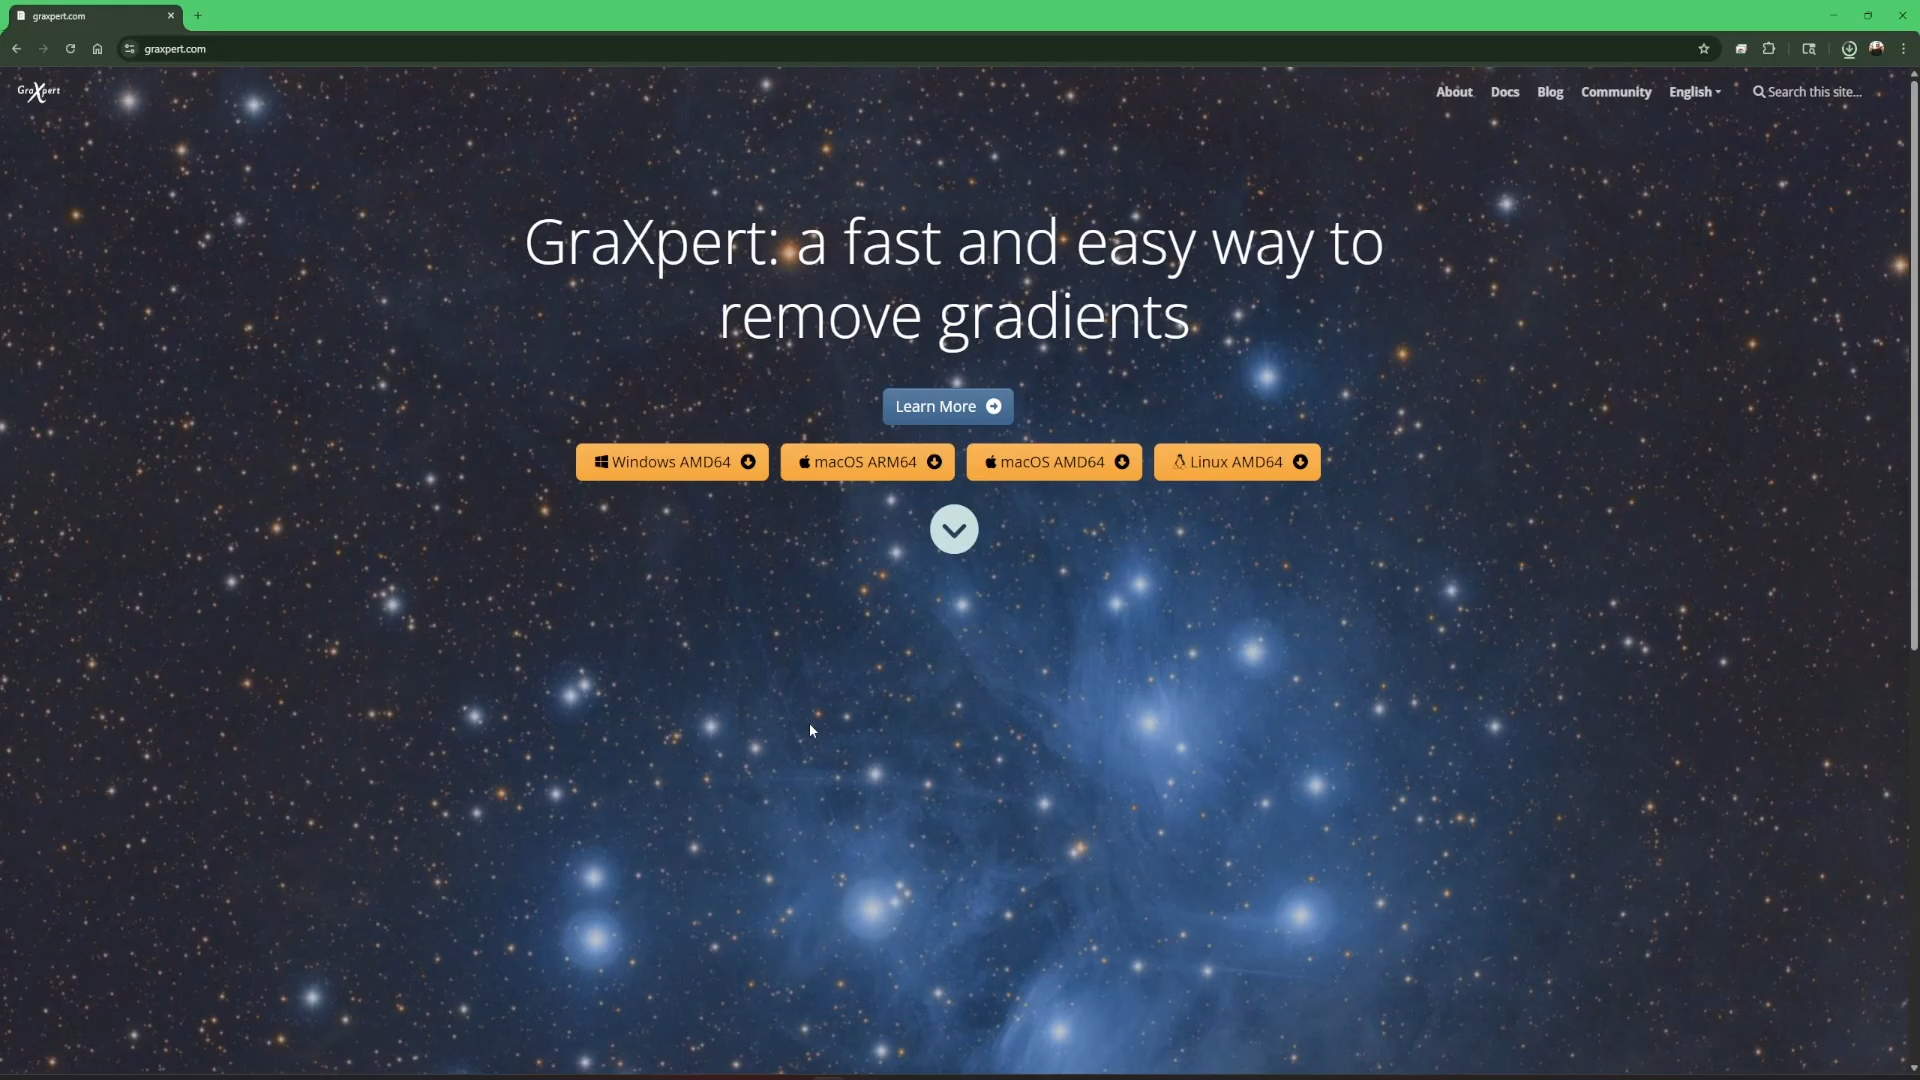 graxpert.com
graxpert.com
GraXpert
About
Docs
Blog
Community
English
Search this site...
GraXpert: a fast and easy way to
remove gradients
Learn More
Windows AMD64
macOS ARM64
macOS AMD64
Linux AMD64